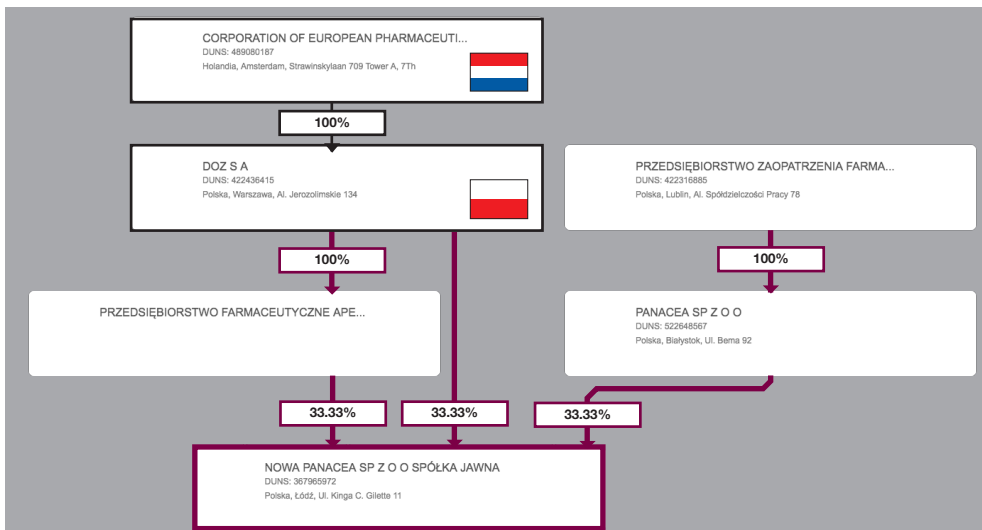 CORPORATION OF EUROPEAN PHARMACEUTI...
DUNS: 489080187
Holandia, Amsterdam, Strawinskylaan 709 Tower A, 7Th
100%
DOZ S A
DUNS: 422436415
Polska, Warszawa, Al. Jerozolimskie 134
PRZEDSIĘBIORSTWO ZAOPATRZENIA FARMA...
DUNS: 422316885
Polska, Lublin, Al. Spółdzielczości Pracy 78
100%
100%
PRZEDSIĘBIORSTWO FARMACEUTYCZNE APE...
PANACEA SP Z O O
DUNS: 522648567
Polska, Białystok, Ul. Bema 92
33.33%
33.33%
33.33%
NOWA PANACEA SP Z O O SPÓŁKA JAWNA
DUNS: 367965972
Polska, Łódź, Ul. Kinga C. Gilette 11